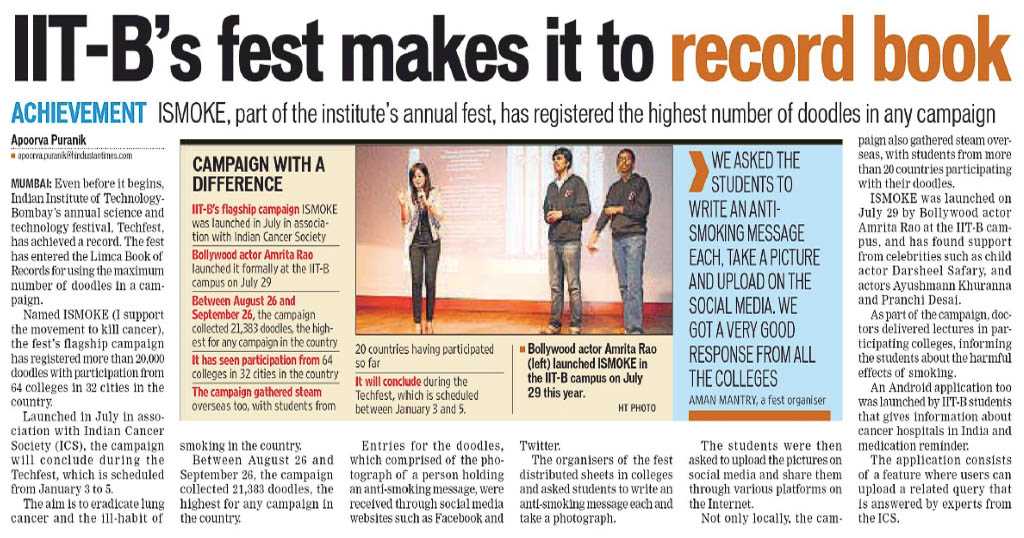 IIT-B's fest makes it to record book
ACHIEVEMENT ISMOKE, part of the institute's annual fest, has registered the highest number of doodles in any campaign
Apoorva Puranik
■ apoorva.puranik@hindustantimes.com
MUMBAI: Even before it begins,
Indian Institute of Technology-
Bombay's annual science and
technology festival, Techfest,
has achieved a record. The fest
has entered the Limca Book of
Records for using the maximum
number of doodles in a cam-
paign.
Named ISMOKE (I support
the movement to kill cancer),
the fest's flagship campaign
has registered more than 20,000
doodles with participation from
64 colleges in 32 cities in the
country.
Launched in July in asso-
ciation with Indian Cancer
Society (ICS), the campaign
will conclude during the
Techfest, which is scheduled
from January 3 to 5.
The aim is to eradicate lung
cancer and the ill-habit of
CAMPAIGN WITH A
DIFFERENCE
IIT-B's flagship campaign ISMOKE
was launched in July in associa-
tion with Indian Cancer Society
Bollywood actor Amrita Rao
launched it formally at the IIT-B
campus on July 29
Between August 26 and
September 26, the campaign
collected 21,383 doodles, the high-
est for any campaign in the country
It has seen participation from 64
colleges in 32 cities in the country
The campaign gathered steam
overseas too, with students from
20 countries having participated
so far
It will conclude during the
Techfest, which is scheduled
between January 3 and 5.
■ Bollywood actor Amrita Rao
(left) launched ISMOKE in
the IIT-B campus on July
29 this year.
HT PHOTO
WE ASKED THE
STUDENTS TO
WRITE AN ANTI-
SMOKING MESSAGE
EACH, TAKE A PICTURE
AND UPLOAD ON THE
SOCIAL MEDIA. WE
GOT A VERY GOOD
RESPONSE FROM ALL
THE COLLEGES
AMAN MANTRY, a fest organiser
smoking in the country.
Between August 26 and
September 26, the campaign
collected 21,383 doodles, the
highest for any campaign in
the country.
Entries for the doodles,
which comprised of the pho-
tograph of a person holding
an anti-smoking message, were
received through social media
websites such as Facebook and
Twitter.
The organisers of the fest
distributed sheets in colleges
and asked students to write an
anti-smoking message each and
take a photograph.
The students were then
asked to upload the pictures on
social media and share them
through various platforms on
the Internet.
Not only locally, the cam-
paign also gathered steam over-
seas, with students from more
than 20 countries participating
with their doodles.
ISMOKE was launched on
July 29 by Bollywood actor
Amrita Rao at the IIT-B cam-
pus, and has found support
from celebrities such as child
actor Darsheel Safary, and
actors Ayushmann Khuranna
and Pranchi Desai.
As part of the campaign, doc-
tors delivered lectures in par-
ticipating colleges, informing
the students about the harmful
effects of smoking.
An Android application too
was launched by IIT-B students
that gives information about
cancer hospitals in India and
medication reminder.
The application consists
of a feature where users can
upload a related query that
is answered by experts from
the ICS.